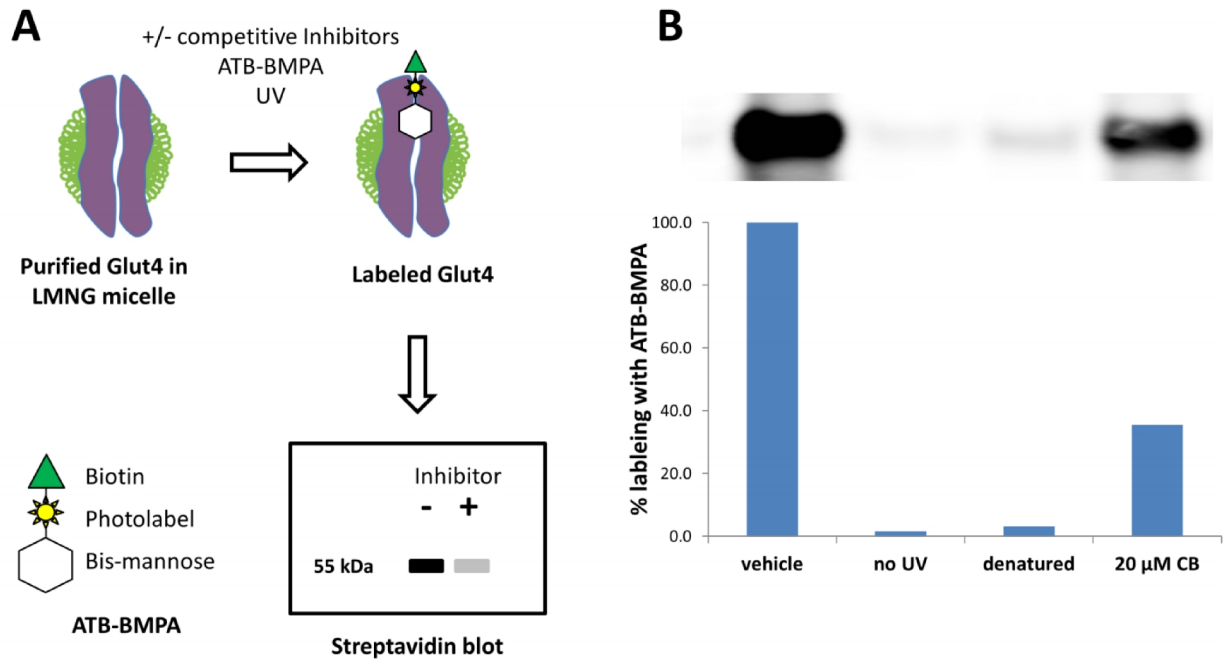 A
+/- competitive Inhibitors
ATB-BMPA
UV
Purified Glut4 in
LMNG micelle
Labeled Glut4
Biotin
Photolabel
Bis-mannose
ATB-BMPA
Inhibitor
- +
55 kDa
Streptavidin blot
B
% lableing with ATB-BMPA
100.0
80.0
60.0
40.0
20.0
0.0
vehicle
no UV
denatured
20 µM CB